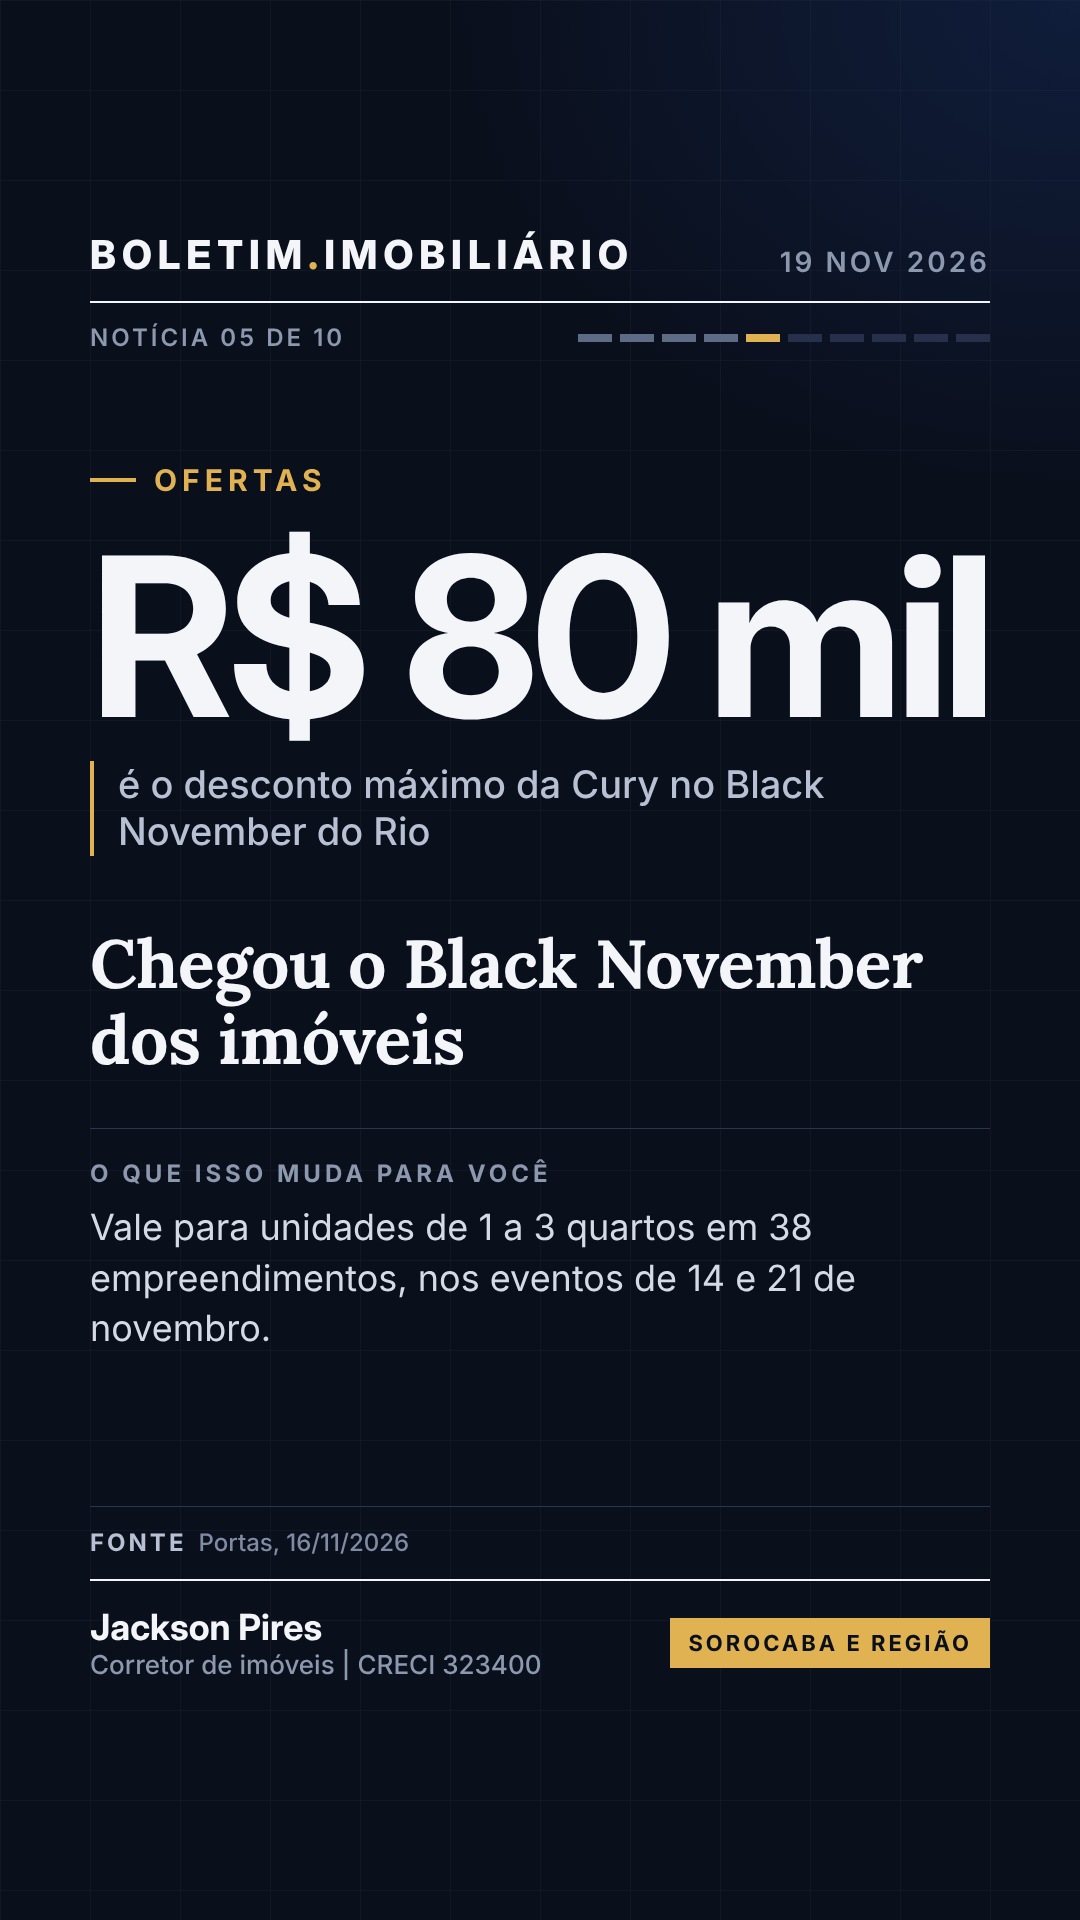 BOLETIM.IMOBILIÁRIO
19 NOV 2026
NOTÍCIA 05 DE 10
OFERTAS
R$ 80 mil
é o desconto máximo da Cury no Black
November do Rio
Chegou o Black November
dos imóveis
O QUE ISSO MUDA PARA VOCÊ
Vale para unidades de 1 a 3 quartos em 38
empreendimentos, nos eventos de 14 e 21 de
novembro.
FONTE Portas, 16/11/2026
Jackson Pires
Corretor de imóveis | CRECI 323400
SOROCABA E REGIÃO